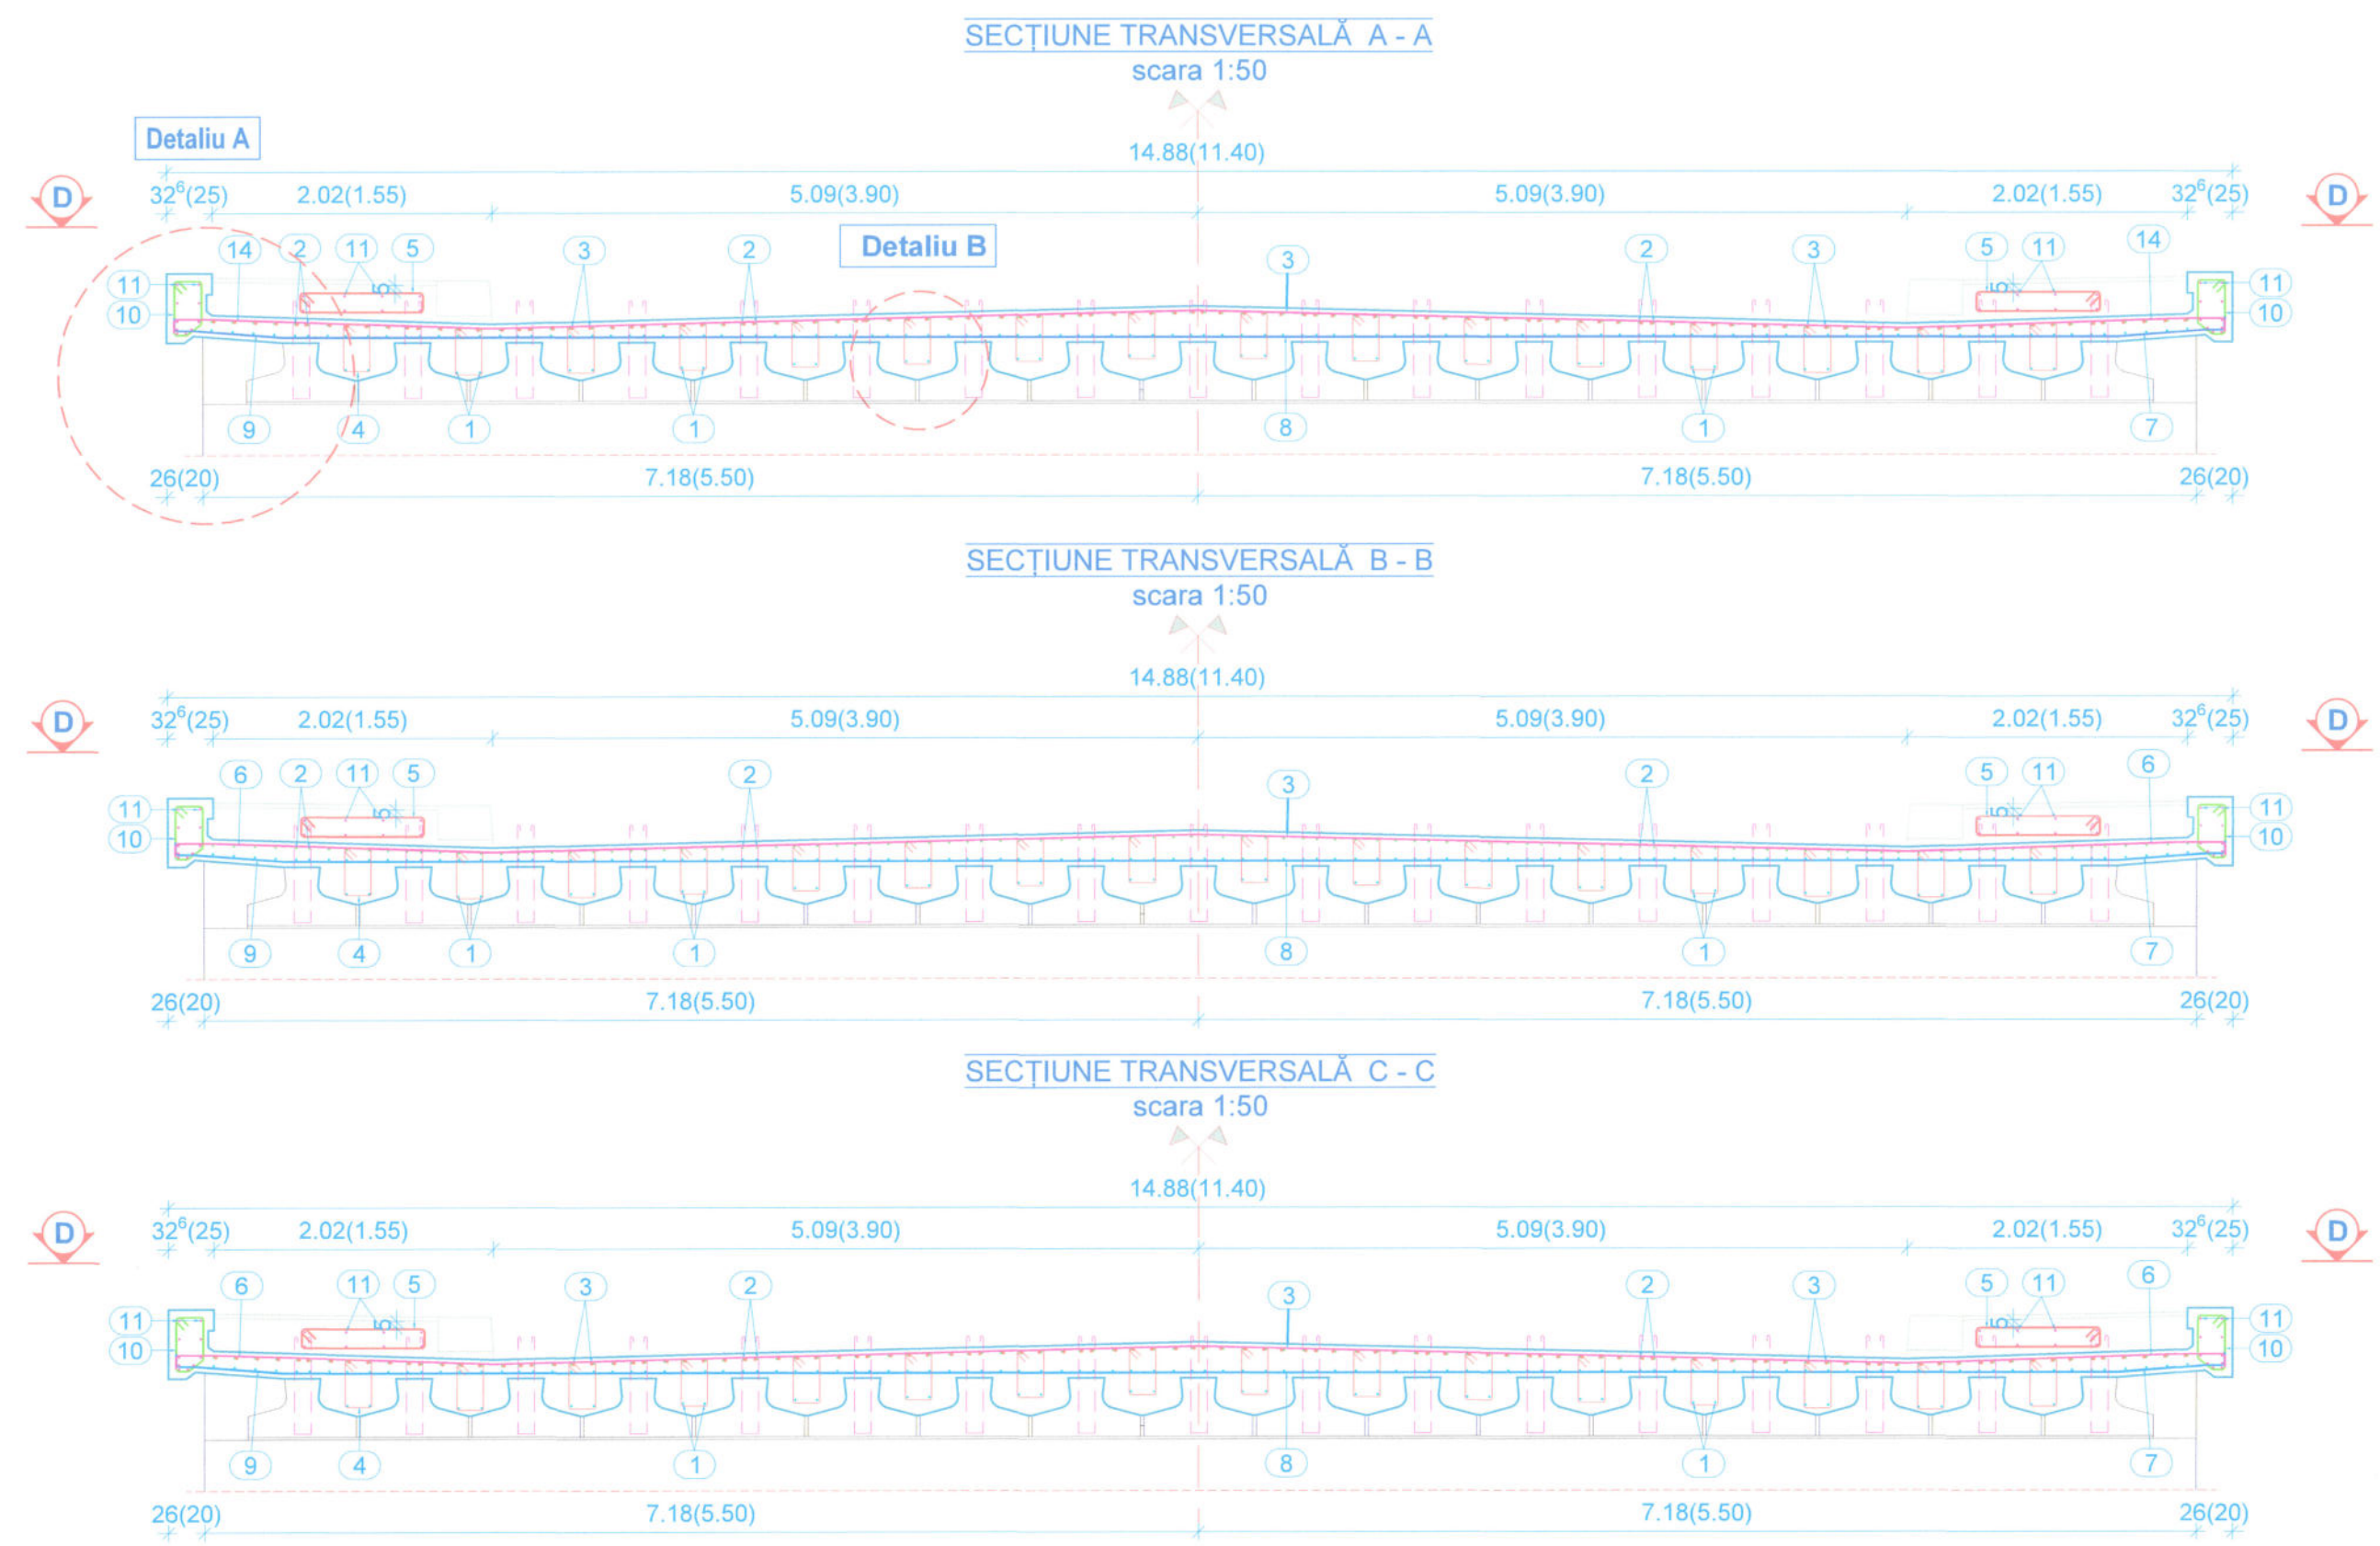 SECȚIUNE TRANSVERSALĂ A - A
scara 1:50
Detaliu A
14.88(11.40)
D 32⁶(25) 2.02(1.55) 5.09(3.90) 5.09(3.90) 2.02(1.55) 32⁶(25) D
Detaliu B
14 2 11 5 3 2 3 2 3 5 11 14
11 5 5 11
10 10
9 4 1 1 8 1 7
26(20) 7.18(5.50) 7.18(5.50) 26(20)
SECȚIUNE TRANSVERSALĂ B - B
scara 1:50
14.88(11.40)
D 32⁶(25) 2.02(1.55) 5.09(3.90) 5.09(3.90) 2.02(1.55) 32⁶(25) D
6 2 11 5 2 3 2 5 11 6
11 5 5 11
10 10
9 4 1 1 8 1 7
26(20) 7.18(5.50) 7.18(5.50) 26(20)
SECȚIUNE TRANSVERSALĂ C - C
scara 1:50
14.88(11.40)
D 32⁶(25) 2.02(1.55) 5.09(3.90) 5.09(3.90) 2.02(1.55) 32⁶(25) D
6 11 5 3 2 3 2 3 5 11 6
11 5 5 11
10 10
9 4 1 8 1 7
26(20) 7.18(5.50) 7.18(5.50) 26(20)